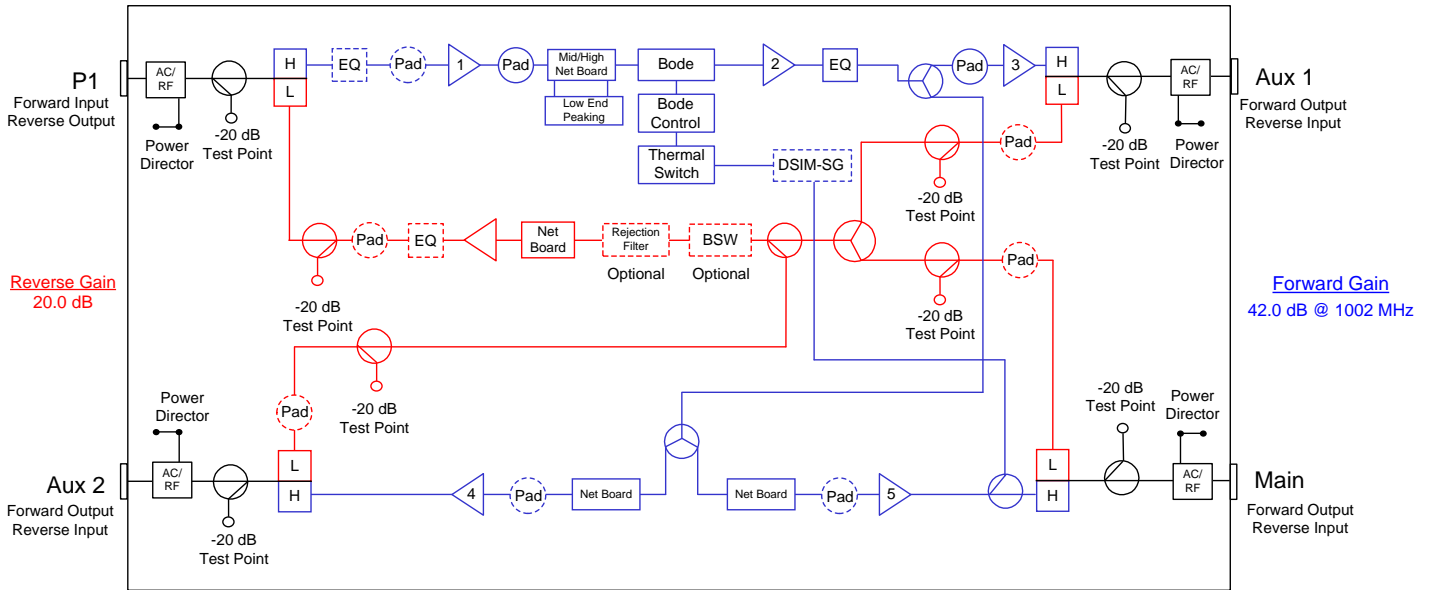 P1
Forward Input
Reverse Output
AC/
RF
Power
Director
-20 dB
Test Point
H
L
EQ
Pad
1
Pad
Mid/High
Net Board
Low End
Peaking
Bode
Bode
Control
Thermal
Switch
DSIM-SG
2
EQ
Pad
3
H
L
-20 dB
Test Point
AC/
RF
Power
Director
Aux 1
Forward Output
Reverse Input
Pad
-20 dB
Test Point
Reverse Gain
20.0 dB
-20 dB
Test Point
Pad
EQ
Net
Board
Rejection
Filter
Optional
BSW
Optional
Pad
-20 dB
Test Point
Forward Gain
42.0 dB @ 1002 MHz
-20 dB
Test Point
Pad
Power
Director
AC/
RF
Aux 2
Forward Output
Reverse Input
-20 dB
Test Point
L
H
4
Pad
Net Board
Net Board
Pad
5
L
H
-20 dB
Test Point
Power
Director
AC/
RF
Main
Forward Output
Reverse Input